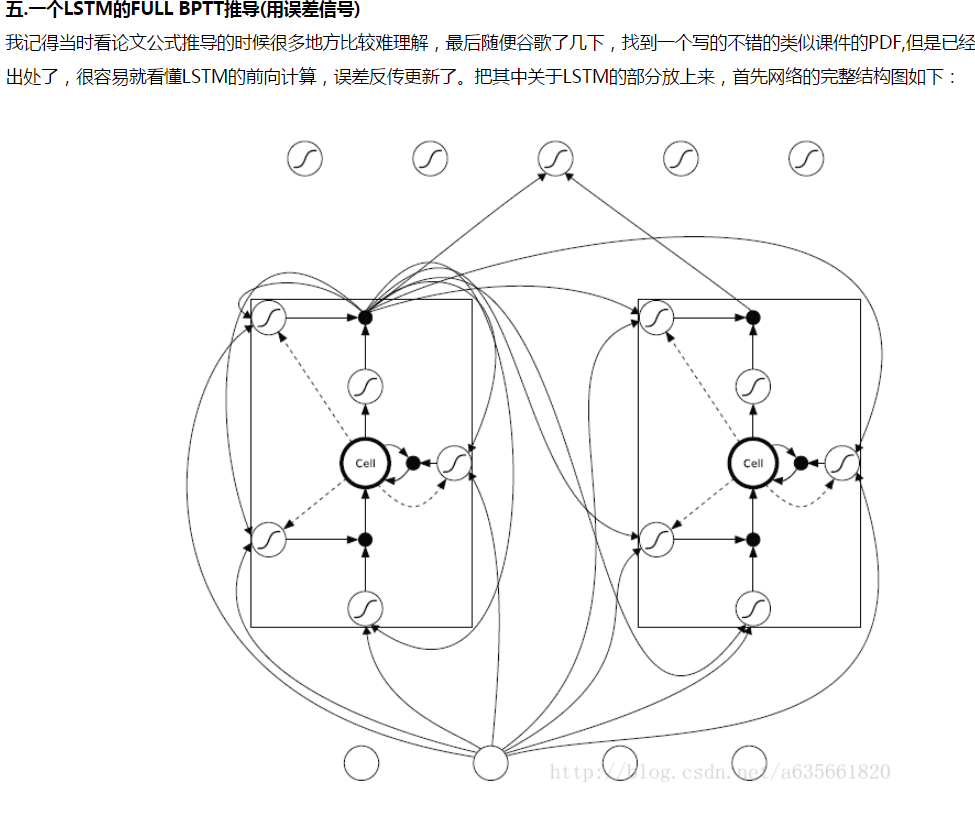 五.一个LSTM的FULL BPTT推导(用误差信号)
我记得当时看论文公式推导的时候很多地方比较难理解，最后随便谷歌了几下，找到一个写的不错的类似课件的PDF,但是已经
出处了，很容易就看懂LSTM的前向计算，误差反传更新了。把其中关于LSTM的部分放上来，首先网络的完整结构图如下：
Cell
Cell
http://blog.csdn.net/a635661820